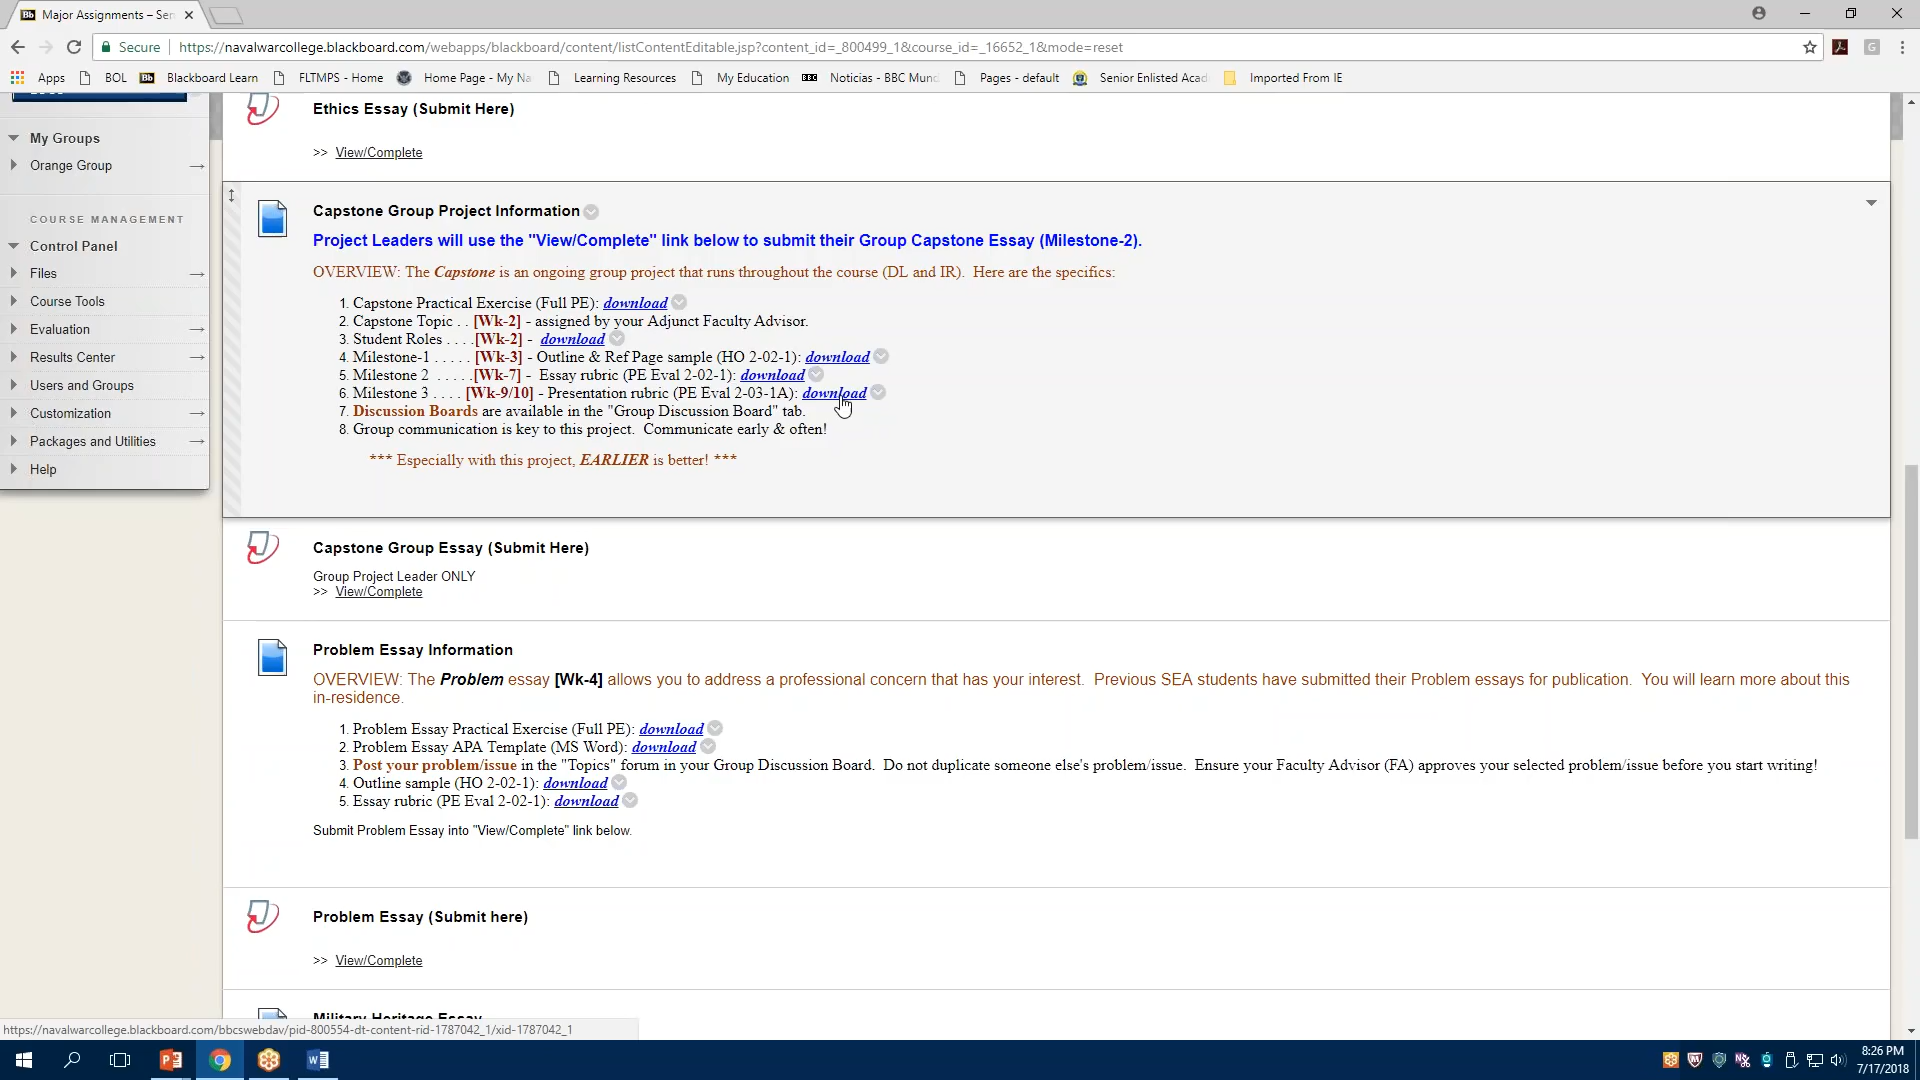 Major Assignments – Sen
Secure
https://navalwarcollege.blackboard.com/webapps/blackboard/content/listContentEditable.jsp?content_id=_800499_1&course_id=_16652_1&mode=reset
Apps BOL Bb Blackboard Learn FLTMPS - Home Home Page - My Na Learning Resources My Education BBC Noticias - BBC Mund Pages - default Senior Enlisted Acad Imported From IE
My Groups
Orange Group
COURSE MANAGEMENT
Control Panel
Files
Course Tools
Evaluation
Results Center
Users and Groups
Customization
Packages and Utilities
Help
Ethics Essay (Submit Here)
>> View/Complete
Capstone Group Project Information
Project Leaders will use the "View/Complete" link below to submit their Group Capstone Essay (Milestone-2).
OVERVIEW: The Capstone is an ongoing group project that runs throughout the course (DL and IR). Here are the specifics:
1. Capstone Practical Exercise (Full PE): download
2. Capstone Topic . . [Wk-2] - assigned by your Adjunct Faculty Advisor.
3. Student Roles . . . .[Wk-2] - download
4. Milestone-1 . . . . . [Wk-3] - Outline & Ref Page sample (HO 2-02-1): download
5. Milestone 2 . . . . .[Wk-7] - Essay rubric (PE Eval 2-02-1): download
6. Milestone 3 . . . . [Wk-9/10] - Presentation rubric (PE Eval 2-03-1A): download
7. Discussion Boards are available in the "Group Discussion Board" tab.
8. Group communication is key to this project. Communicate early & often!
*** Especially with this project, EARLIER is better! ***
Capstone Group Essay (Submit Here)
Group Project Leader ONLY
>> View/Complete
Problem Essay Information
OVERVIEW: The Problem essay [Wk-4] allows you to address a professional concern that has your interest. Previous SEA students have submitted their Problem essays for publication. You will learn more about this
in-residence.
1. Problem Essay Practical Exercise (Full PE): download
2. Problem Essay APA Template (MS Word): download
3. Post your problem/issue in the "Topics" forum in your Group Discussion Board. Do not duplicate someone else's problem/issue. Ensure your Faculty Advisor (FA) approves your selected problem/issue before you start writing!
4. Outline sample (HO 2-02-1): download
5. Essay rubric (PE Eval 2-02-1): download
Submit Problem Essay into "View/Complete" link below.
Problem Essay (Submit here)
>> View/Complete
Military Heritage Essay
https://navalwarcollege.blackboard.com/bbcswebdav/pid-800554-dt-content-rid-1787042_1/xid-1787042_1
8:26 PM
7/17/2018